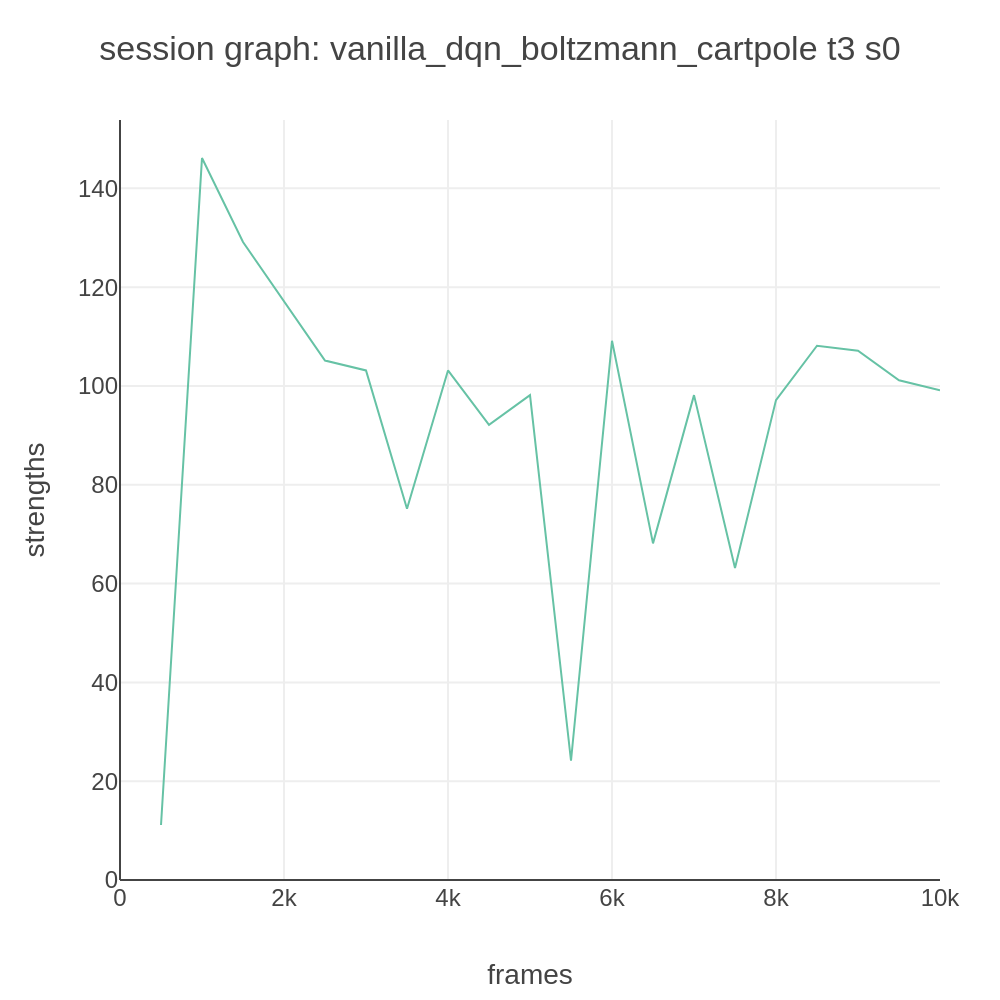 session graph: vanilla_dqn_boltzmann_cartpole t3 s0
140
120
100
80
60
40
20
0
0 2k 4k 6k 8k 10k
strengths
frames